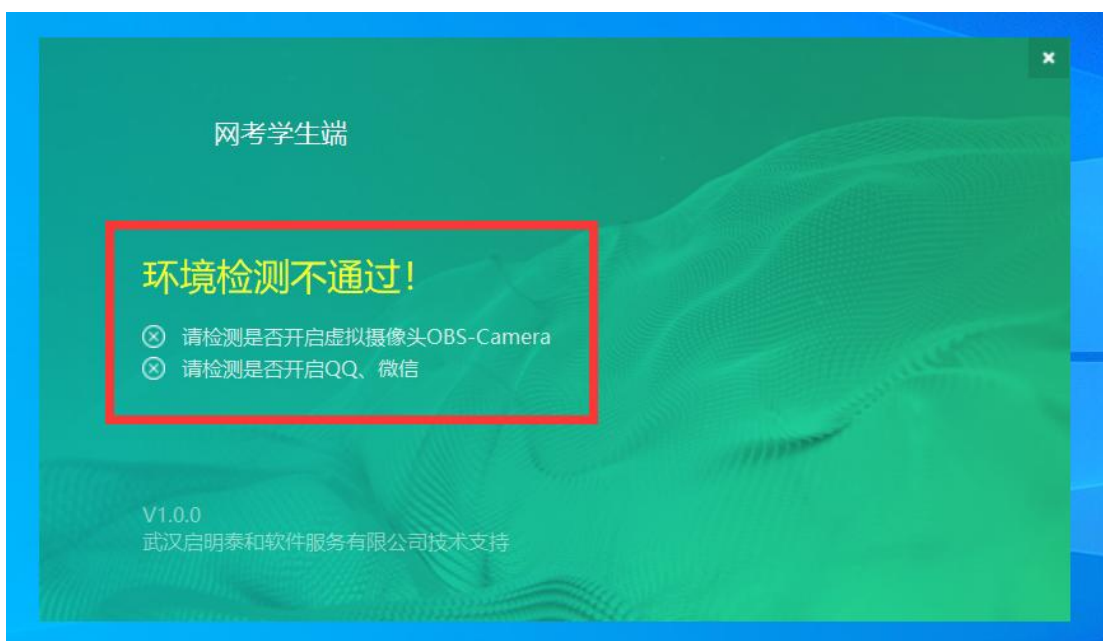 网考学生端
环境检测不通过！
请检测是否开启虚拟摄像头OBS-Camera
请检测是否开启QQ、微信
V1.0.0
武汉启明泰和软件服务有限公司技术支持